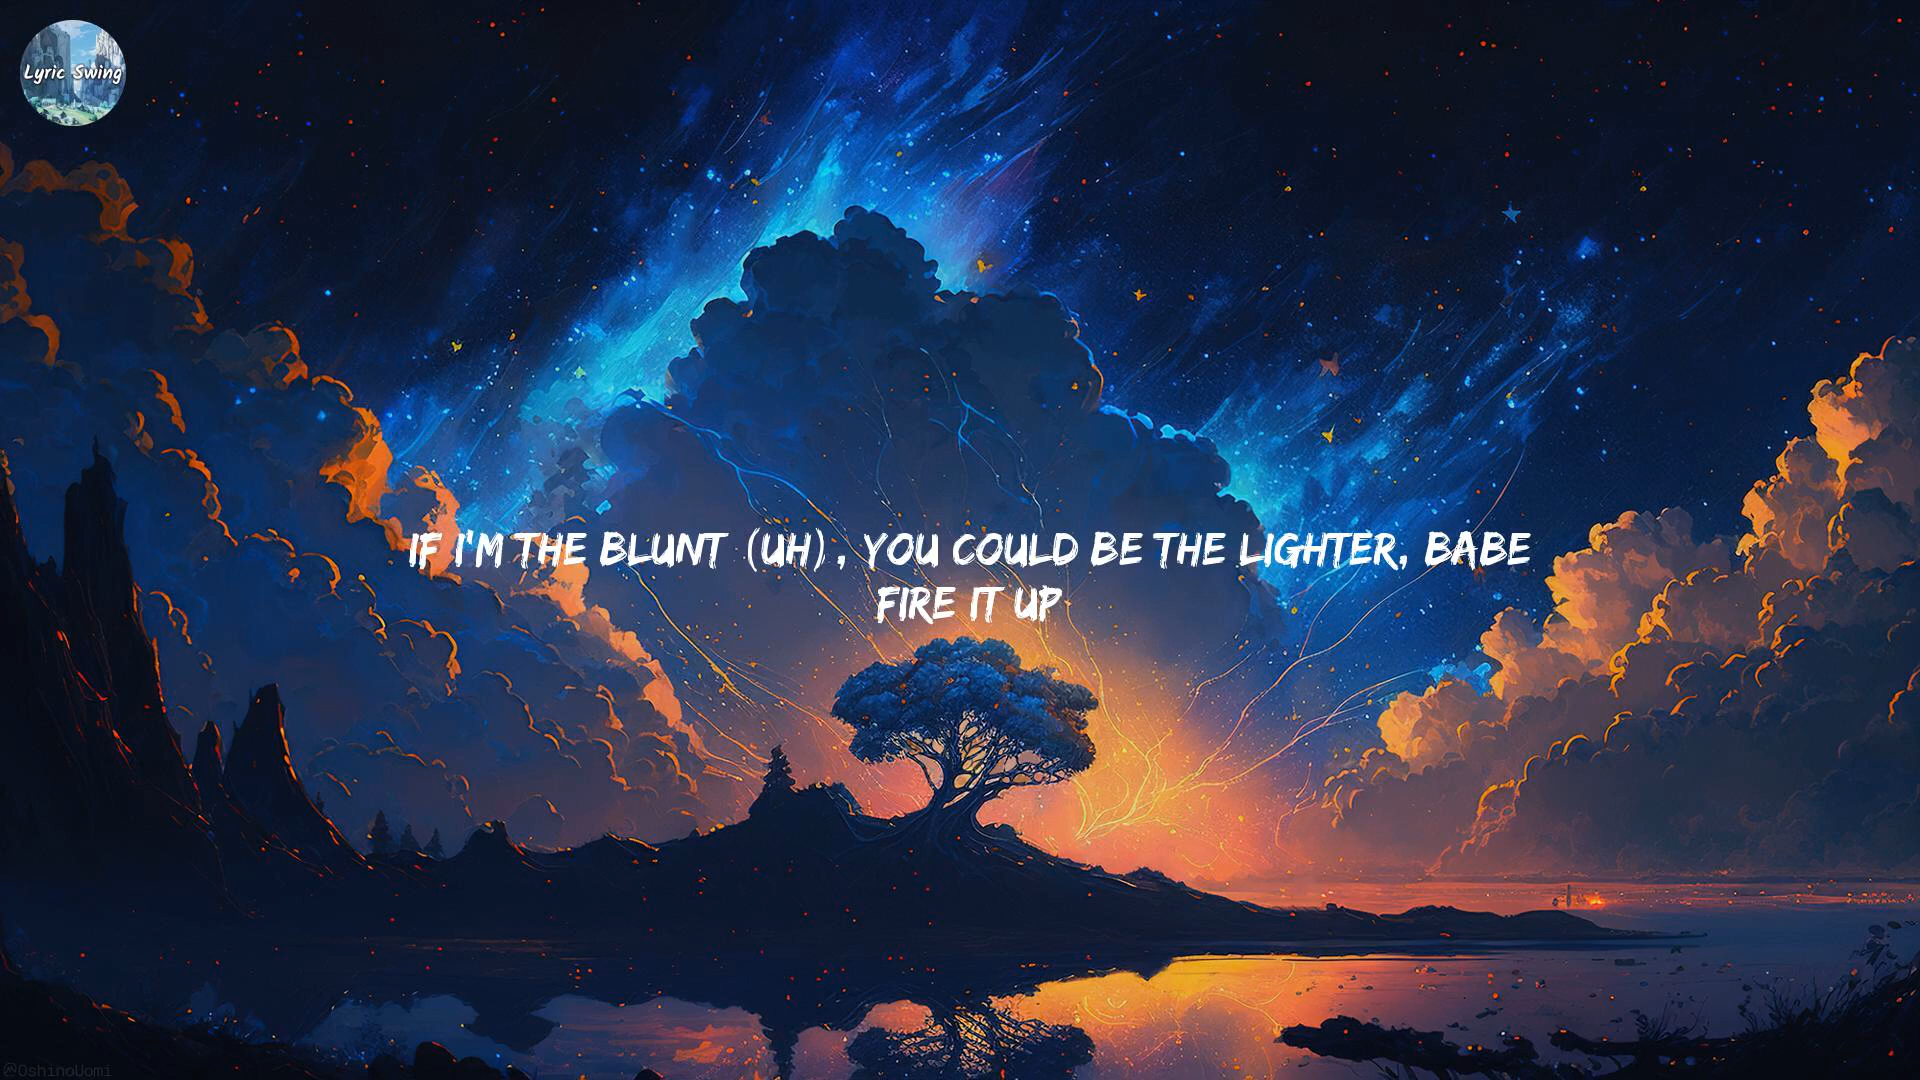 Lyric Swing
IF I'M THE BLUNT (UH), YOU COULD BE THE LIGHTER, BABE
FIRE IT UP
@OshinoUomi